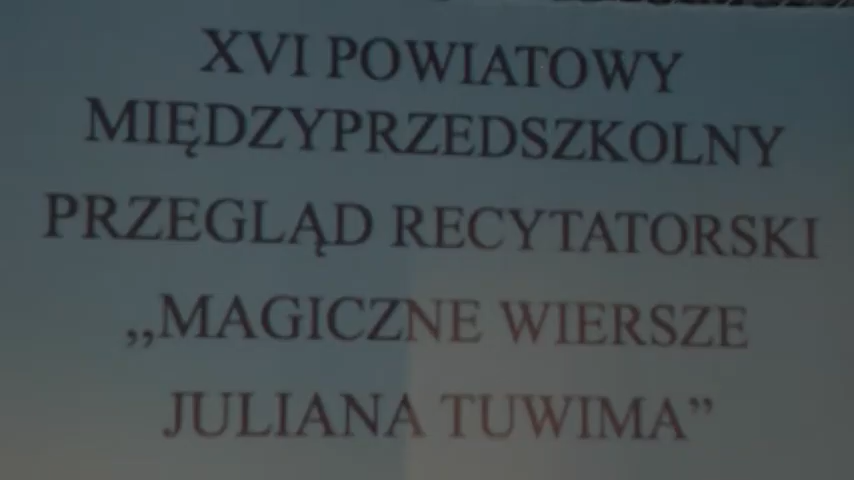 XVI POWIATOWY
MIĘDZYPRZEDSZKOLNY
PRZEGLĄD RECYTATORSKI
,,MAGICZNE WIERSZE
JULIANA TUWIMA”